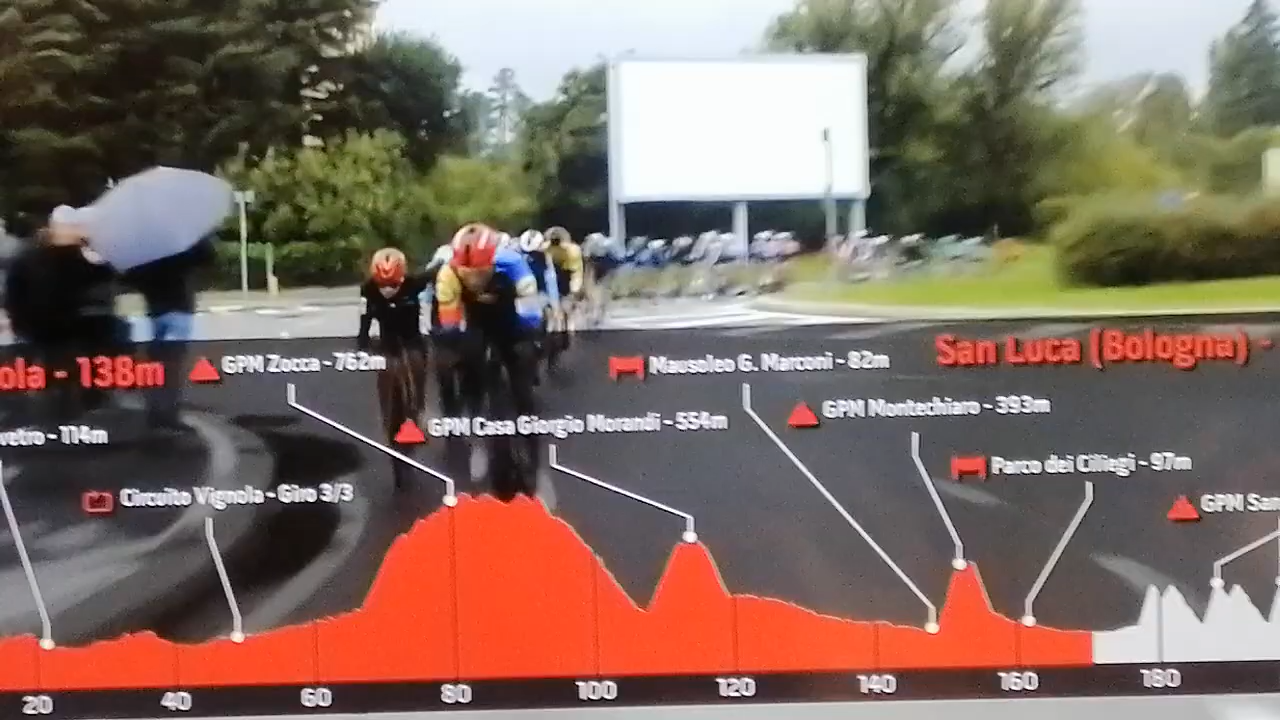 ola - 138m
GPM Zocca - 762m
Mausoleo G. Marconi - 82m
San Luca (Bologna) -
GPM Casa Giorgio Morandi - 554m
GPM Montechiaro - 393m
vetro - 114m
Parco dei Ciliegi - 97m
Circuito Vignola - Giro 3/3
GPM San
20 40 60 80 100 120 140 160 180